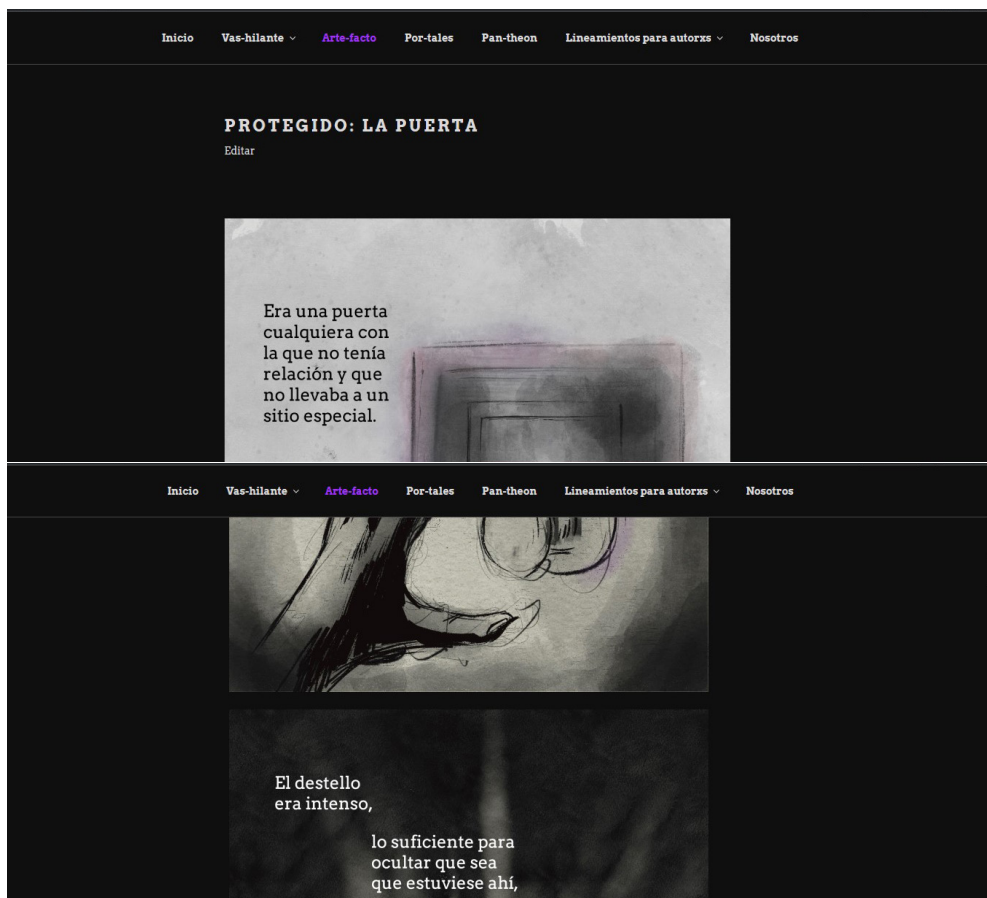 Inicio Vas-hilante Arte-facto Por-tales Pan-theon Lineamientos para autorxs Nosotros
PROTEGIDO: LA PUERTA
Editar
Era una puerta
cualquiera con
la que no tenía
relación y que
no llevaba a un
sitio especial.
Inicio Vas-hilante Arte-facto Por-tales Pan-theon Lineamientos para autorxs Nosotros
El destello
era intenso,
lo suficiente para
ocultar que sea
que estuviese ahí,